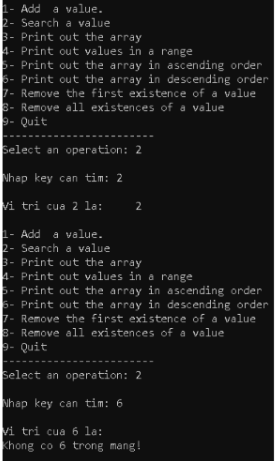 1- Add  a value.
2- Search a value
3- Print out the array
4- Print out values in a range
5- Print out the array in ascending order
6- Print out the array in descending order
7- Remove the first existence of a value
8- Remove all existences of a value
9- Quit
------------------------
Select an operation: 2
Nhap key can tim: 2
Vi tri cua 2 la:     2
1- Add  a value.
2- Search a value
3- Print out the array
4- Print out values in a range
5- Print out the array in ascending order
6- Print out the array in descending order
7- Remove the first existence of a value
8- Remove all existences of a value
9- Quit
------------------------
Select an operation: 2
Nhap key can tim: 6
Vi tri cua 6 la:
Khong co 6 trong mang!